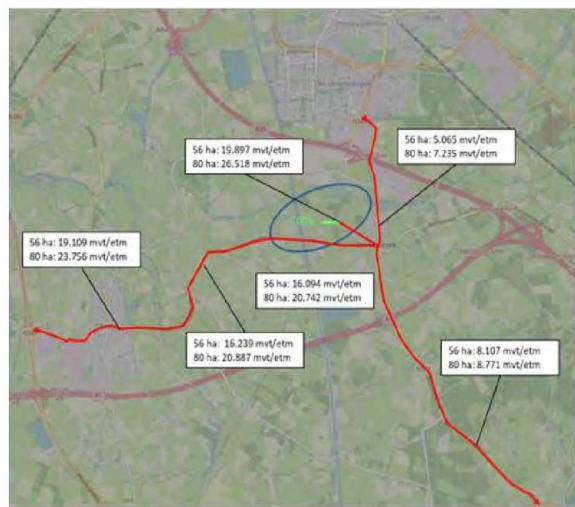 56 ha: 19.897 mvt/etm
80 ha: 26.518 mvt/etm
56 ha: 5.065 mvt/etm
80 ha: 7.235 mvt/etm
56 ha: 19.109 mvt/etm
80 ha: 23.756 mvt/etm
56 ha: 16.094 mvt/etm
80 ha: 20.742 mvt/etm
56 ha: 16.239 mvt/etm
80 ha: 20.887 mvt/etm
56 ha: 8.107 mvt/etm
80 ha: 8.771 mvt/etm